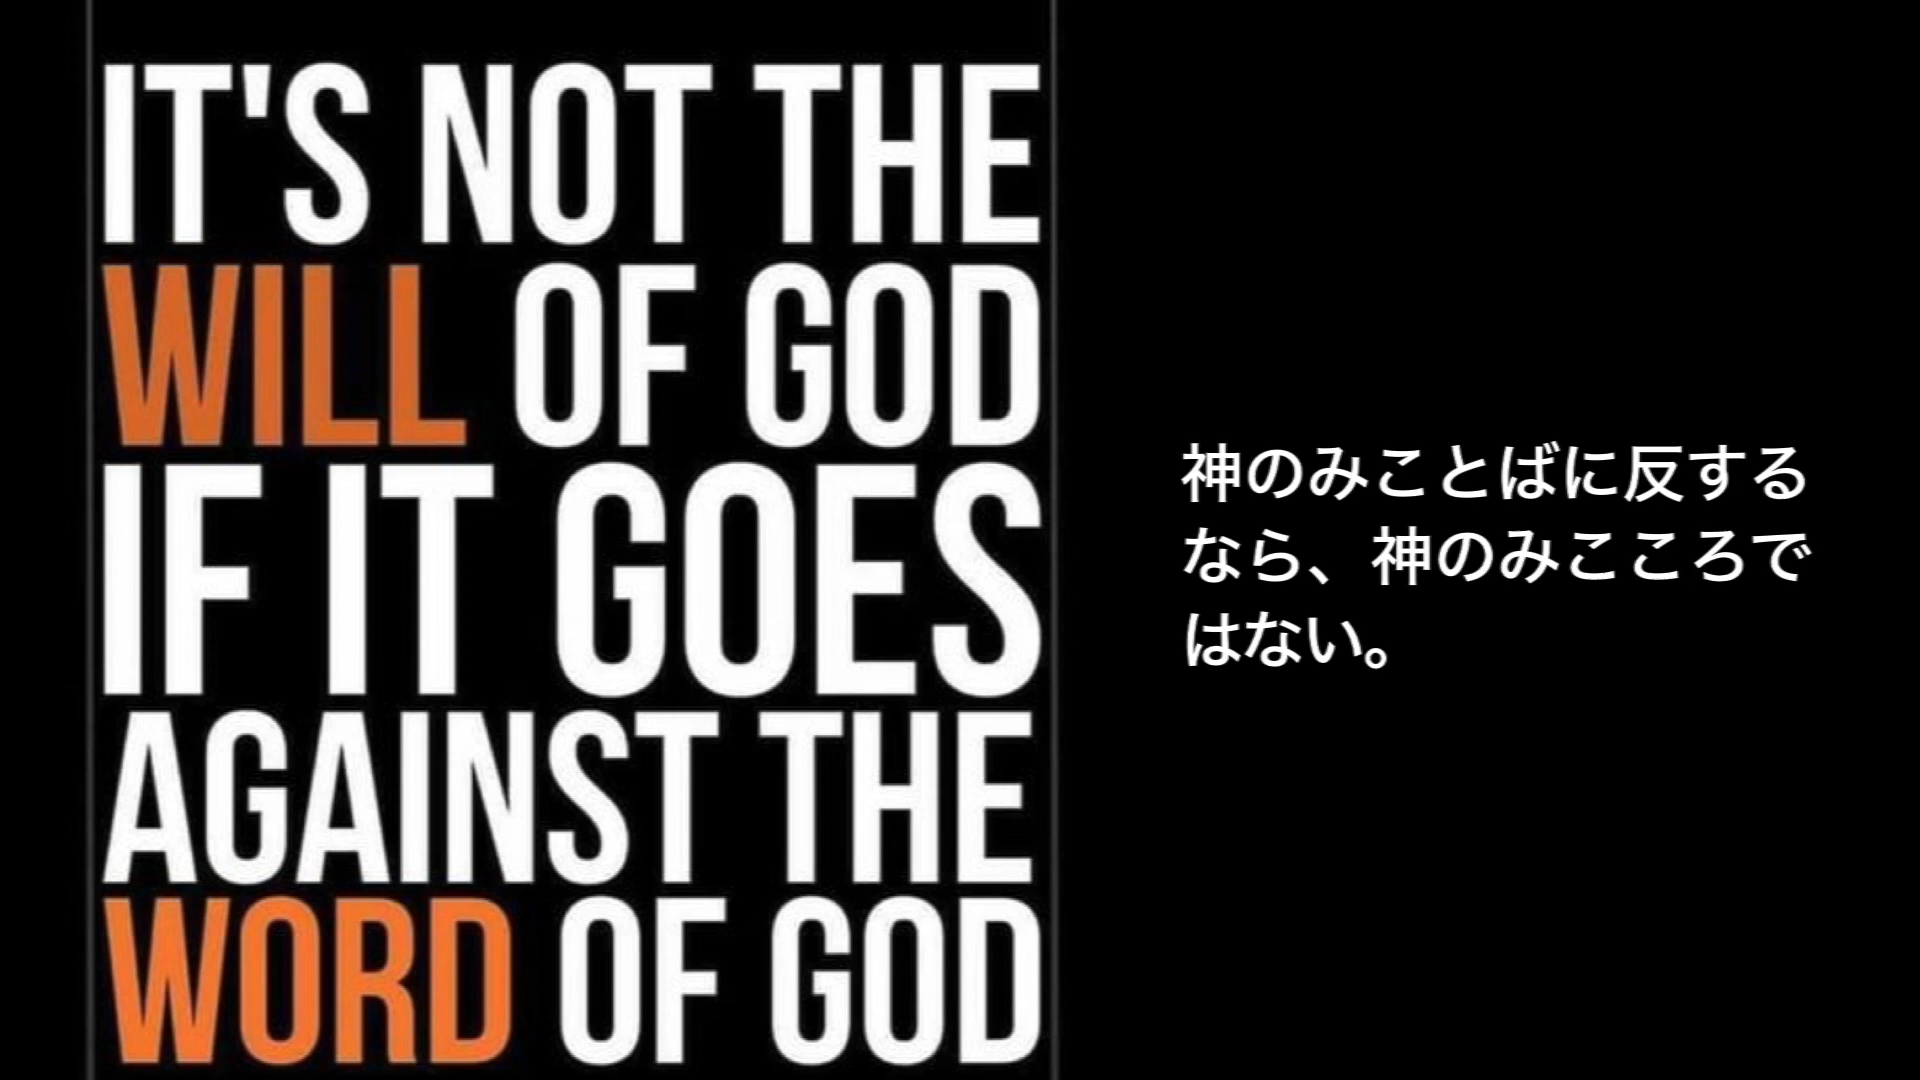 IT'S NOT THE
WILL OF GOD
IF IT GOES
AGAINST THE
WORD OF GOD
神のみことばに反する
なら、神のみこころで
はない。